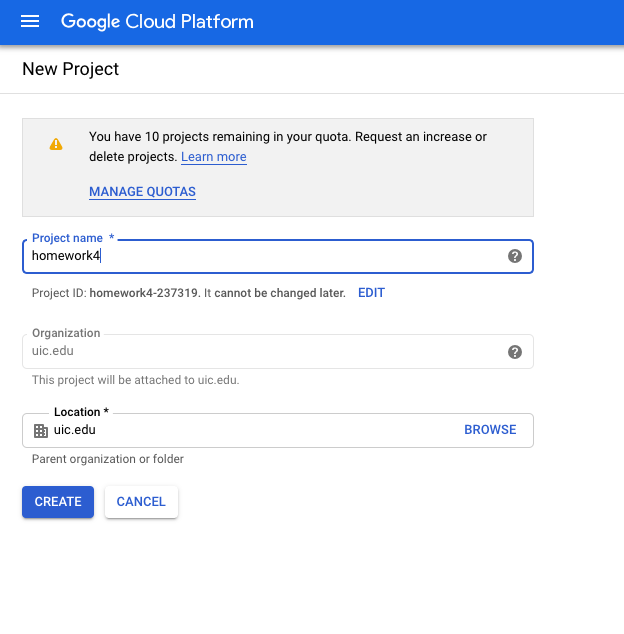 Google Cloud Platform
New Project
You have 10 projects remaining in your quota. Request an increase or
delete projects. Learn more
MANAGE QUOTAS
Project name *
homework4
Project ID: homework4-237319. It cannot be changed later. EDIT
Organization
uic.edu
This project will be attached to uic.edu.
Location *
uic.edu BROWSE
Parent organization or folder
CREATE CANCEL